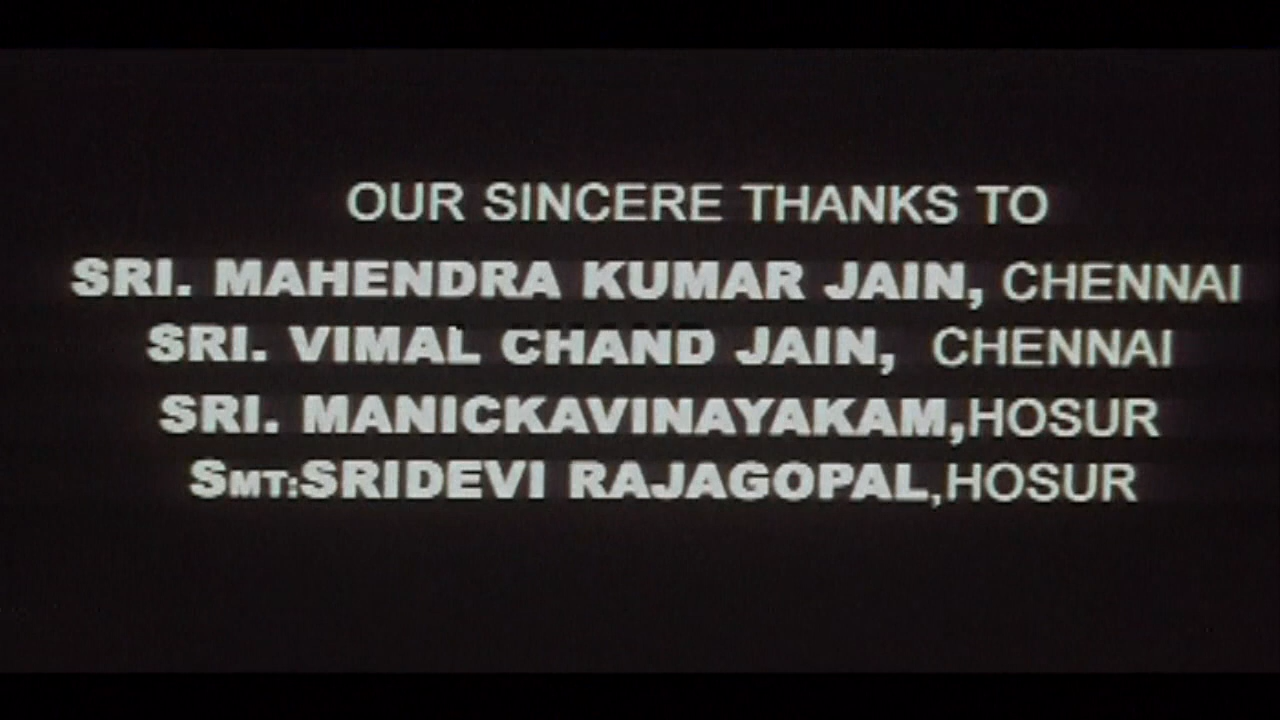 OUR SINCERE THANKS TO
SRI. MAHENDRA KUMAR JAIN, CHENNAI
SRI. VIMAL CHAND JAIN, CHENNAI
SRI. MANICKAVINAYAKAM,HOSUR
SMT:SRIDEVI RAJAGOPAL,HOSUR